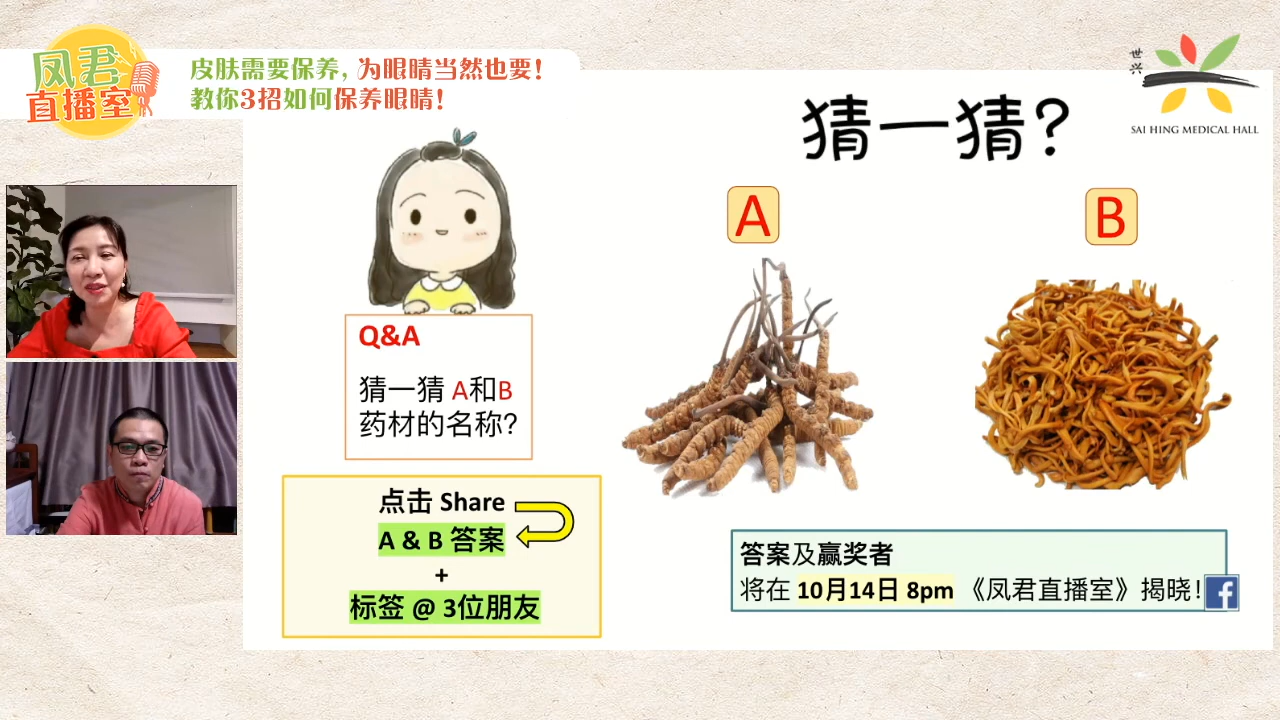 凤君
直播室
皮肤需要保养, 为眼睛当然也要!
教你3招如何保养眼睛!
世兴
SAI HING MEDICAL HALL
猜一猜?
A
B
Q&A
猜一猜 A和B
药材的名称?
点击 Share
A & B 答案
+
标签 @ 3位朋友
答案及赢奖者
将在 10月14日 8pm 《凤君直播室》揭晓!
f